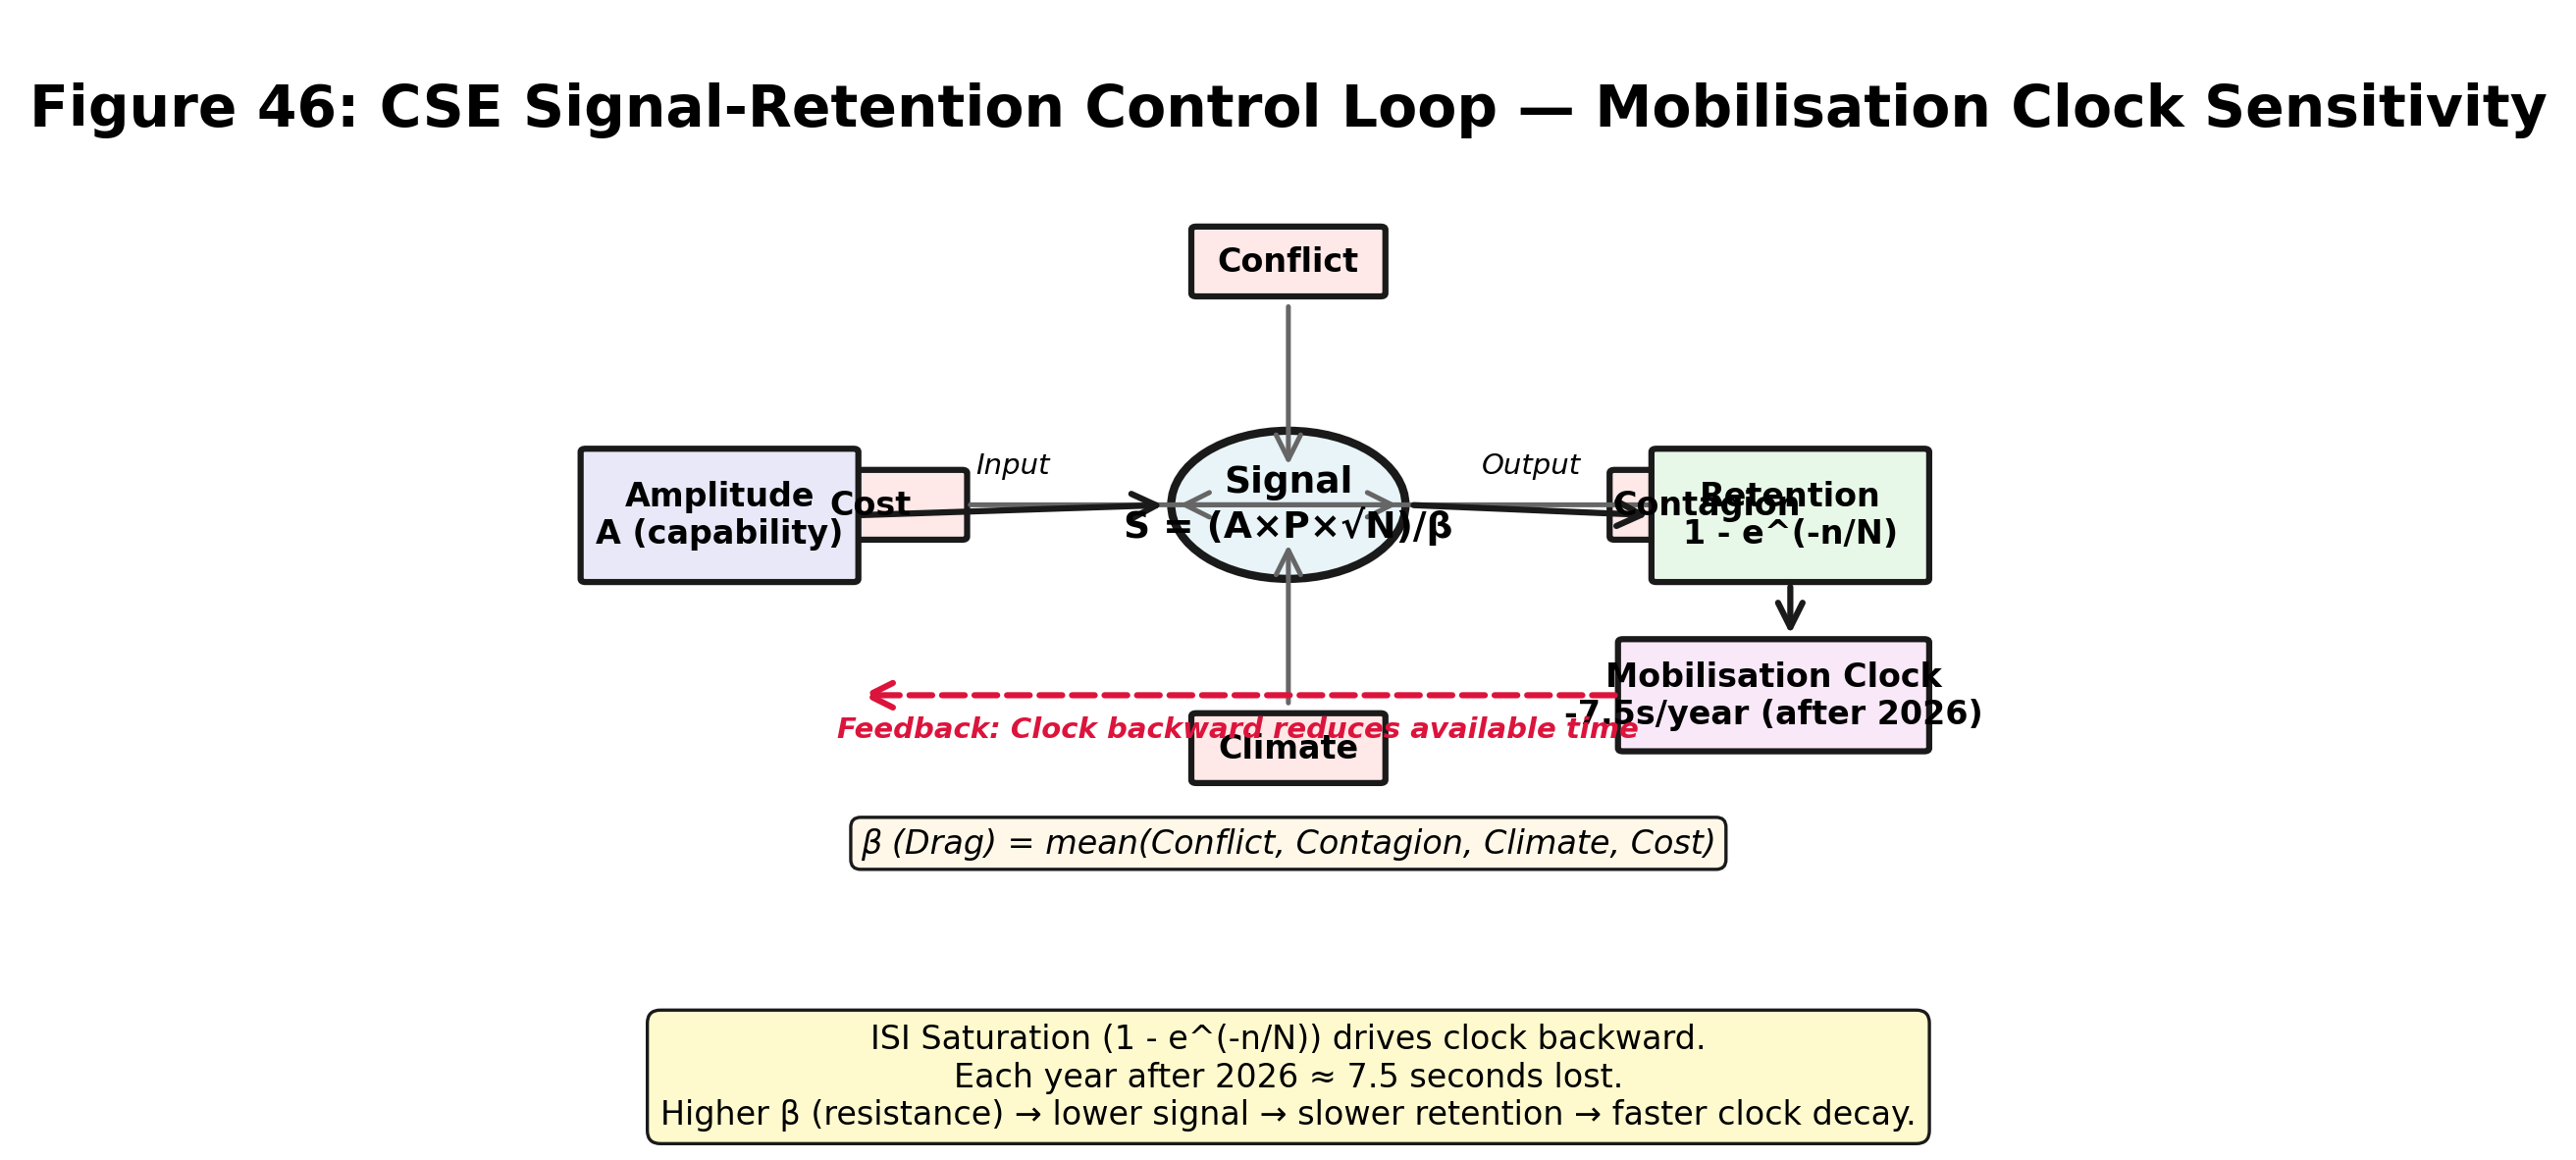 Figure 46: CSE Signal-Retention Control Loop — Mobilisation Clock Sensitivity
Conflict
Input
Output
Amplitude
A (capability)
Cost
Signal
S = (A×P×√N)/β
Contagion
Retention
1 - e^(-n/N)
Mobilisation Clock
-7.5s/year (after 2026)
Feedback: Clock backward reduces available time
Climate
β (Drag) = mean(Conflict, Contagion, Climate, Cost)
ISI Saturation (1 - e^(-n/N)) drives clock backward.
Each year after 2026 ≈ 7.5 seconds lost.
Higher β (resistance) → lower signal → slower retention → faster clock decay.